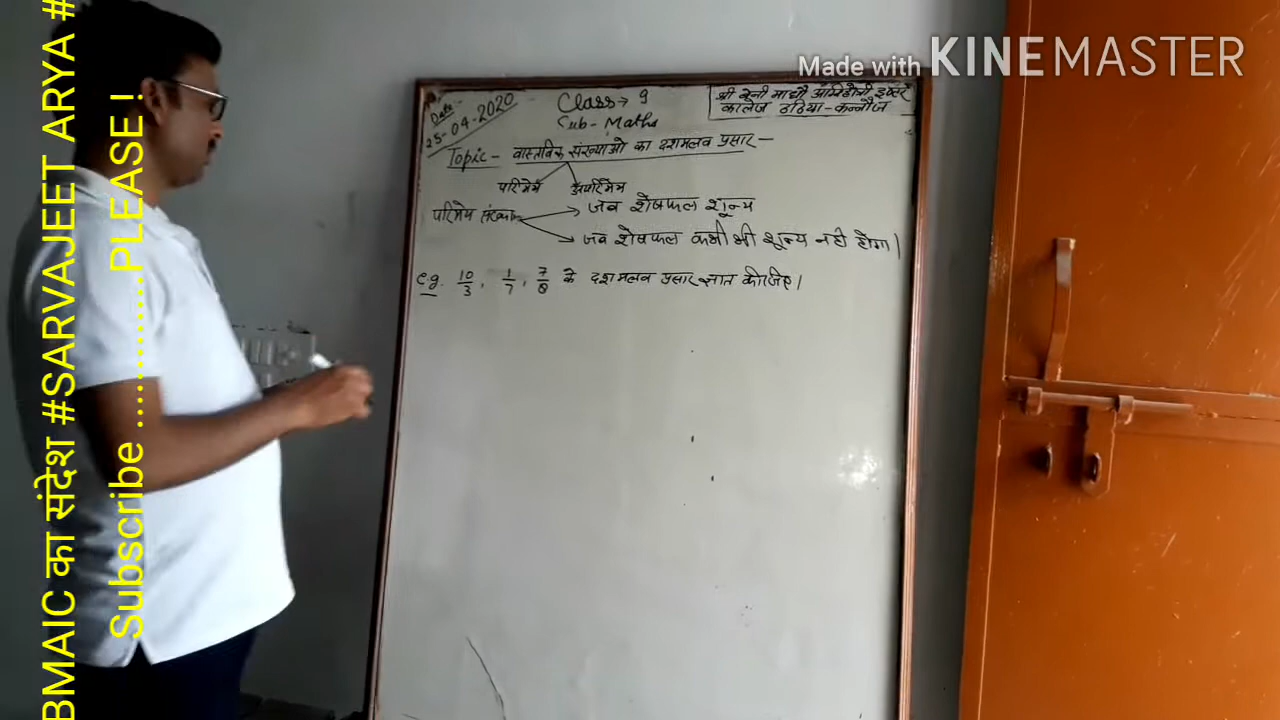 Made with KINEMASTER
BMAIC का संदेश #SARVAJEET ARYA #
Subscribe ...............PLEASE !
Date-
25-04-2020
Class→ 9
Sub- Maths
श्री बेनी माधौ इण्टर
कालेज ठठिया-कन्नौज
Topic- वास्तविक संख्याओ का दशमलव प्रसार-
परिमेय अपरिमेय
परिमेय संख्या
जब शेषफल शून्य
जब शेषफल कभी भी शून्य नही होगा।
e.g. 10/3, 1/7, 7/8 के दशमलव प्रसार ज्ञात कीजिए।